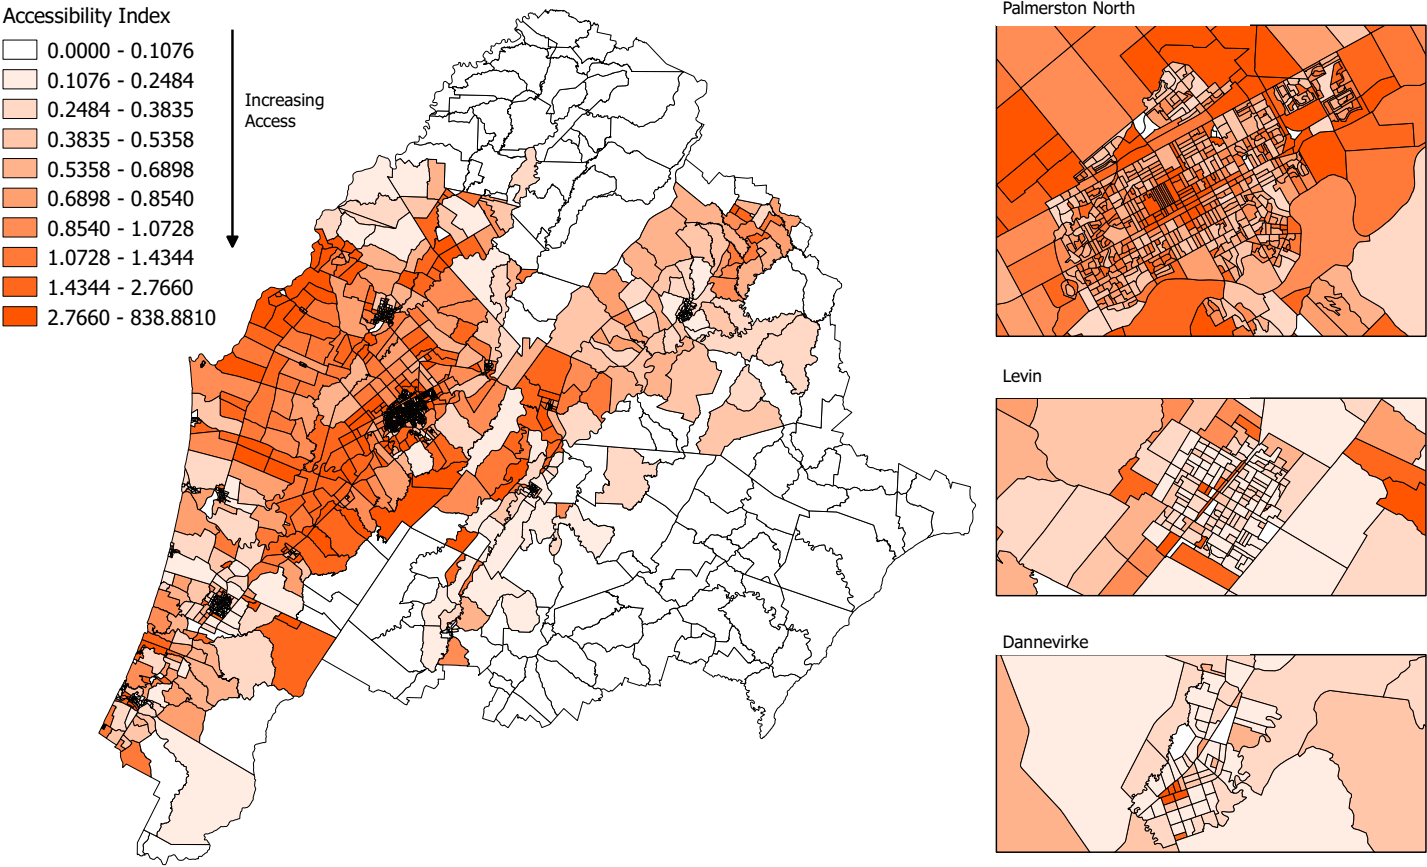 Accessibility Index
0.0000 - 0.1076
0.1076 - 0.2484
0.2484 - 0.3835
0.3835 - 0.5358
0.5358 - 0.6898
0.6898 - 0.8540
0.8540 - 1.0728
1.0728 - 1.4344
1.4344 - 2.7660
2.7660 - 838.8810
Increasing
Access
Palmerston North
Levin
Dannevirke